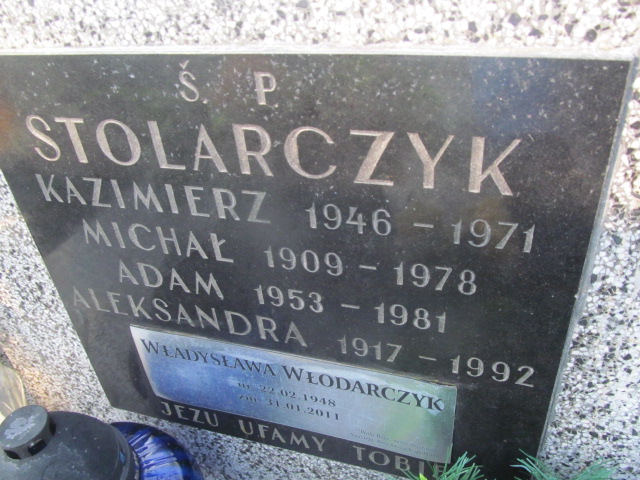 Ś. P
STOLARCZYK
KAZIMIERZ 1946 - 1971
MICHAŁ 1909 - 1978
ADAM 1953 - 1981
ALEKSANDRA 1917 - 1992
WŁADYSŁAWA WŁODARCZYK
ur. 22.02.1948
zm. 31.01.2011
JEZU UFAMY TOBIE